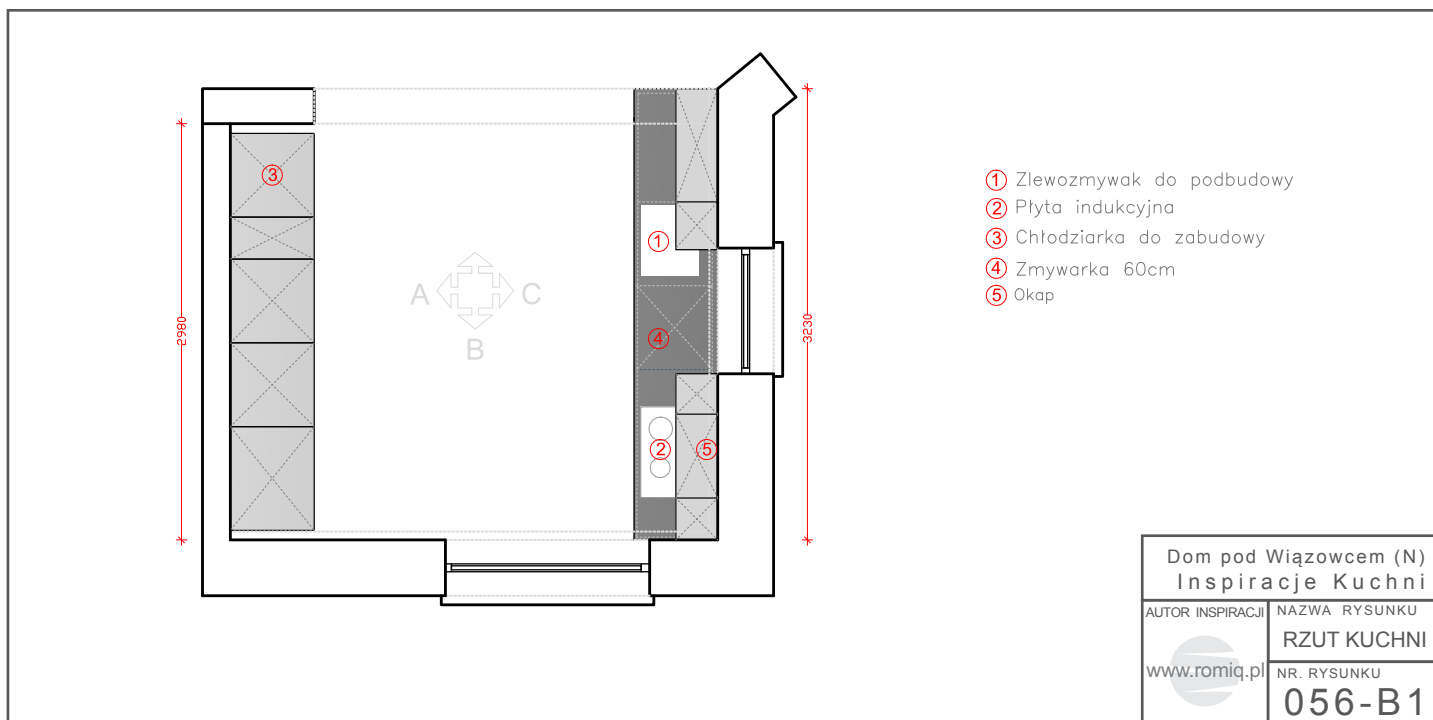 3
1
4
2
5
A
C
B
2980
3230
1 Zlewozmywak do podbudowy
2 Płyta indukcyjna
3 Chłodziarka do zabudowy
4 Zmywarka 60cm
5 Okap
Dom pod Wiązowcem (N)
Inspiracje Kuchni
AUTOR INSPIRACJI
www.romiq.pl
NAZWA RYSUNKU
RZUT KUCHNI
NR. RYSUNKU
056-B1